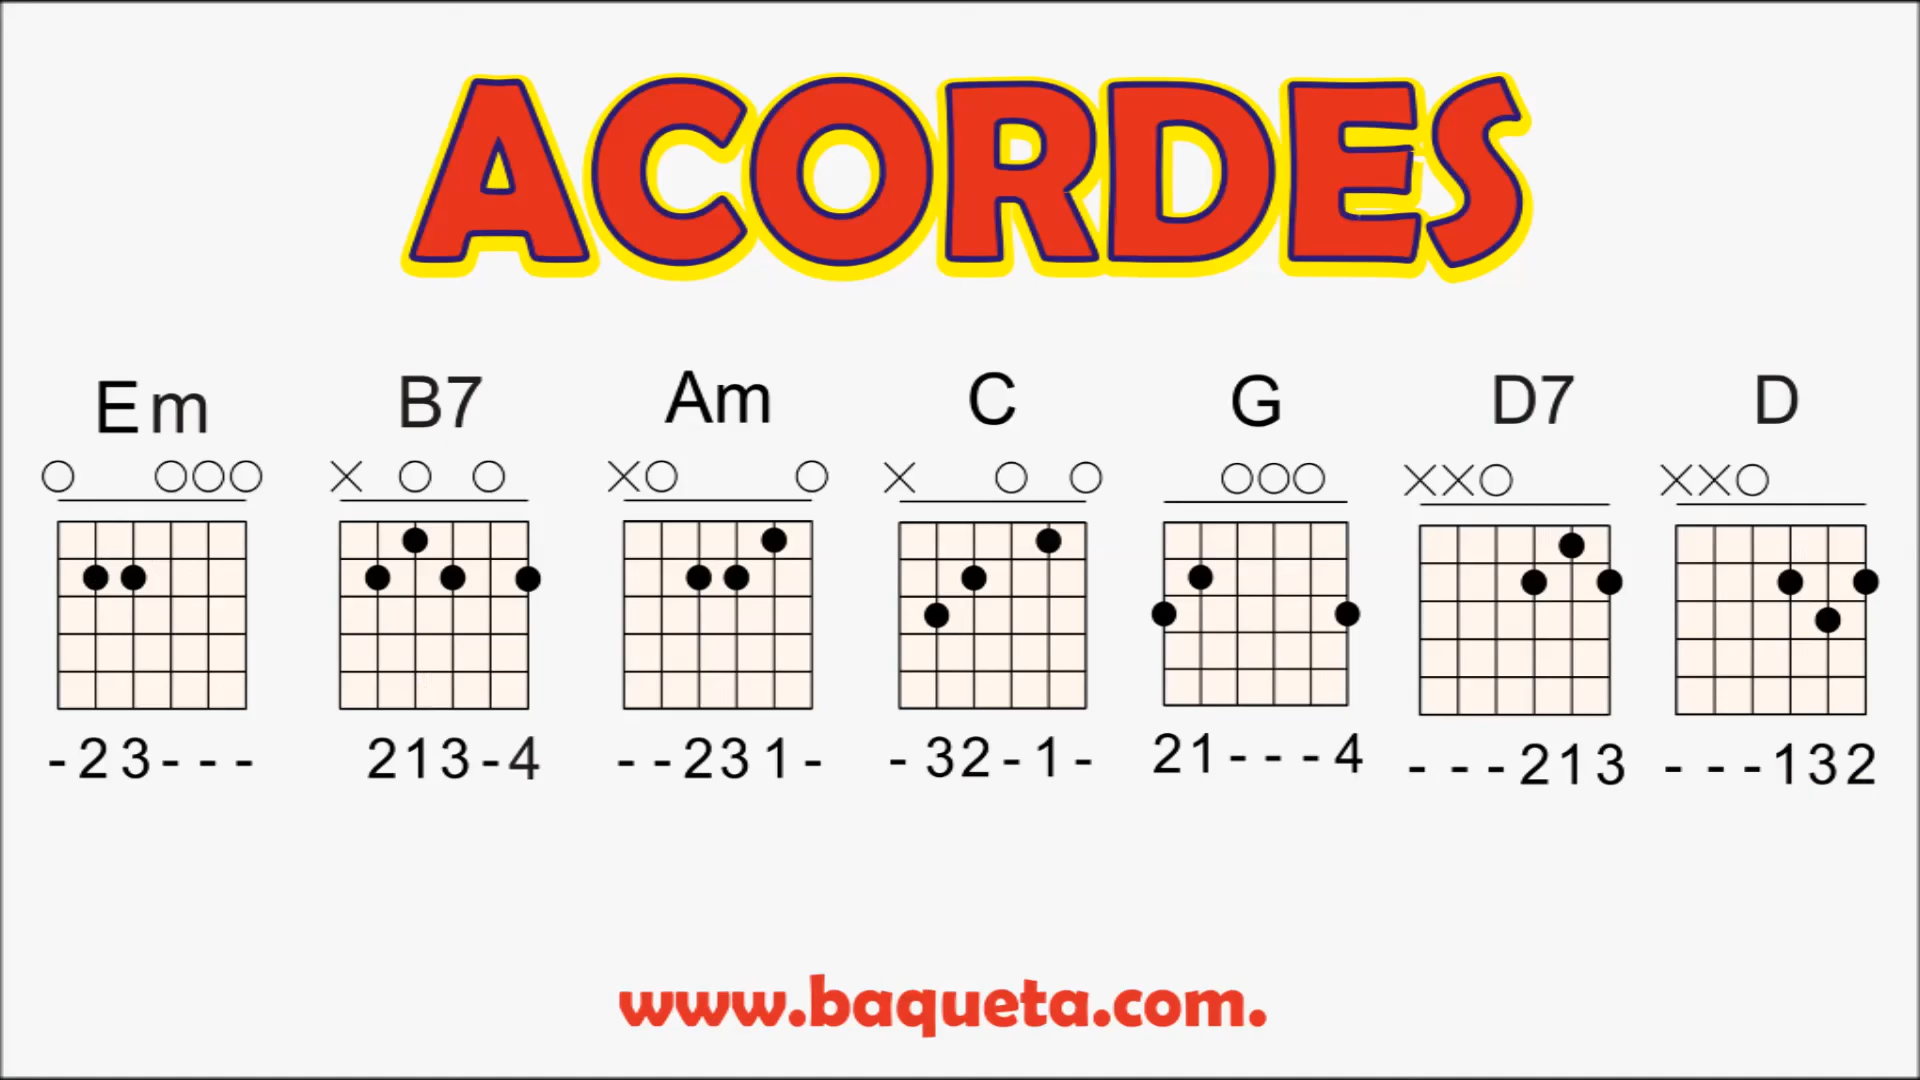 ACORDES
Em B7 Am C G D7 D
-23--- 213-4 --231- -32-1- 21---4 ---213 ---132
www.baqueta.com.